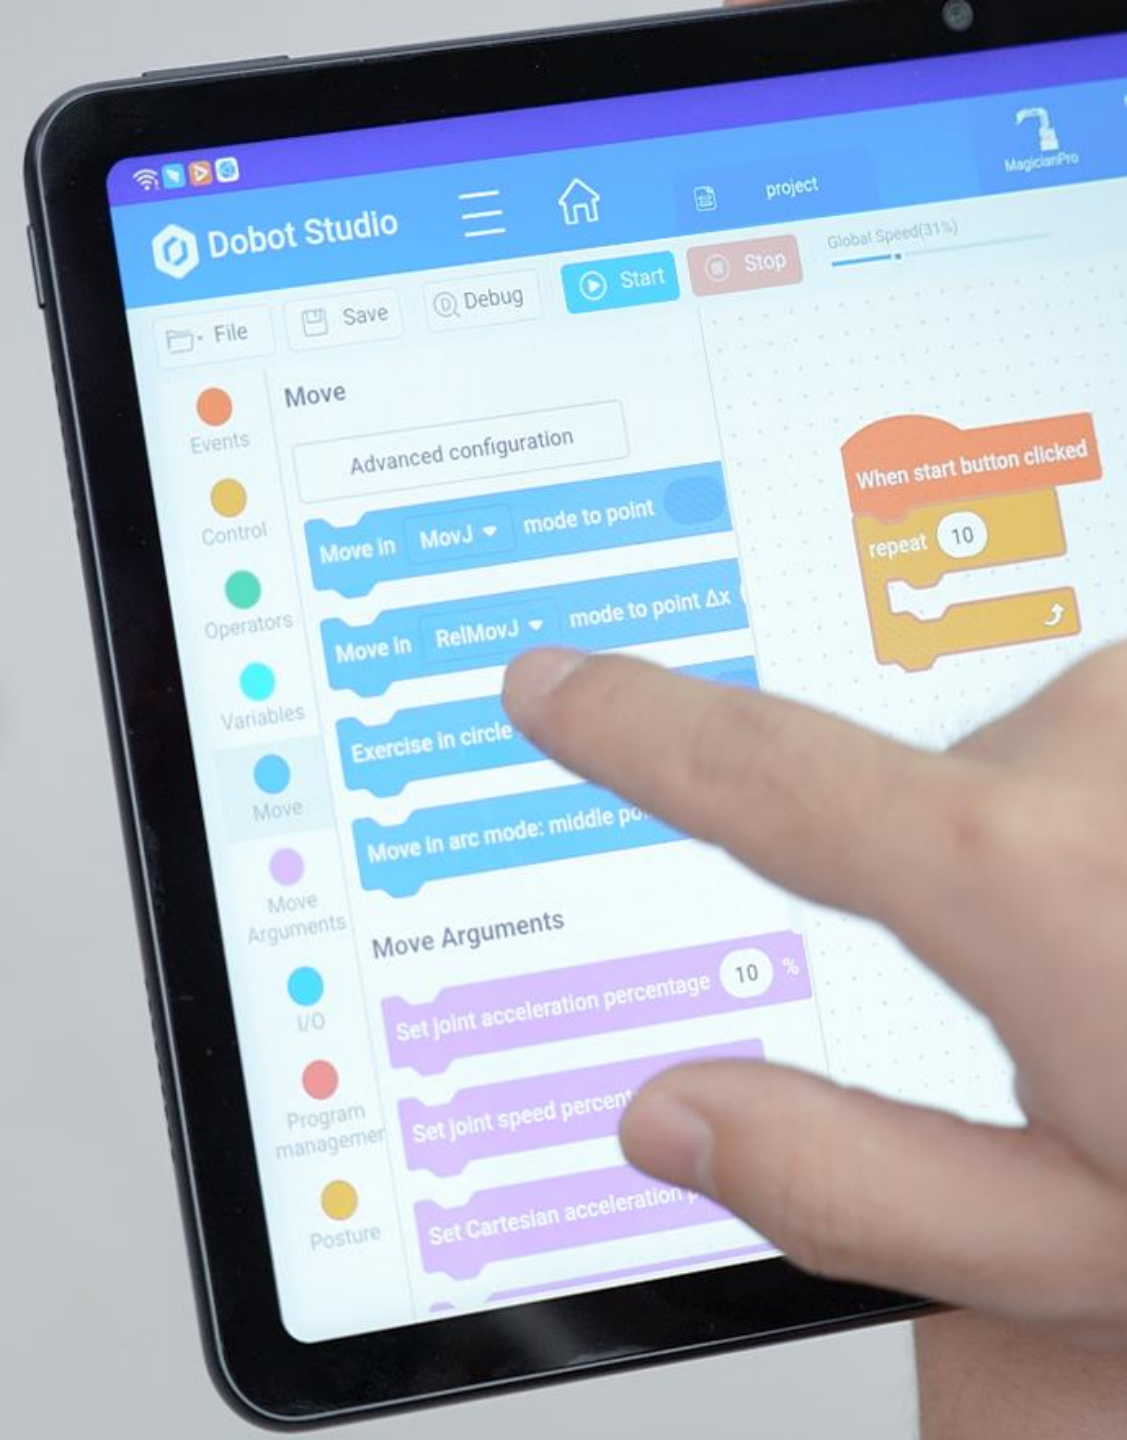 Dobot Studio
project
MagicianPro
File
Save
Debug
Start
Stop
Global Speed(31%)
Events
Control
Operators
Variables
Move
Move
Arguments
I/O
Program
managemer
Posture
Move
Advanced configuration
Move in MovJ mode to point
Move in RelMovJ mode to point Δx
Exercise in circle
Move in arc mode: middle
Move Arguments
Set joint acceleration percentage 10 %
Set joint speed percent
Set Cartesian acceleration
When start button clicked
repeat 10